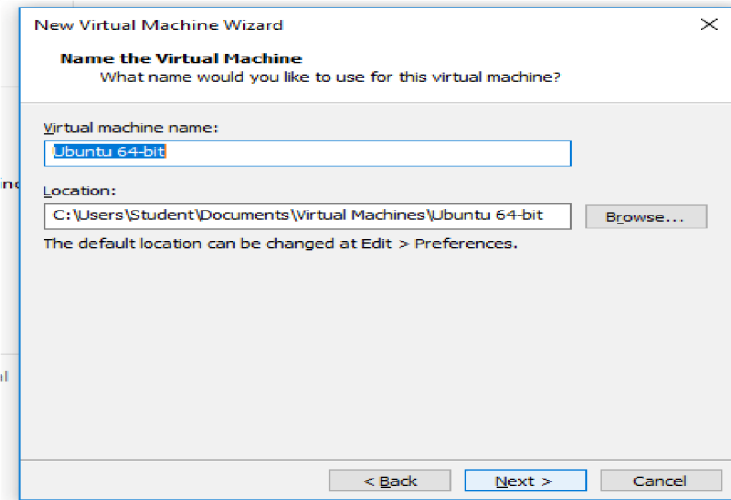 New Virtual Machine Wizard
Name the Virtual Machine
What name would you like to use for this virtual machine?
Virtual machine name:
Ubuntu 64-bit
Location:
C:\Users\Student\Documents\Virtual Machines\Ubuntu 64-bit
Browse...
The default location can be changed at Edit > Preferences.
< Back
Next >
Cancel